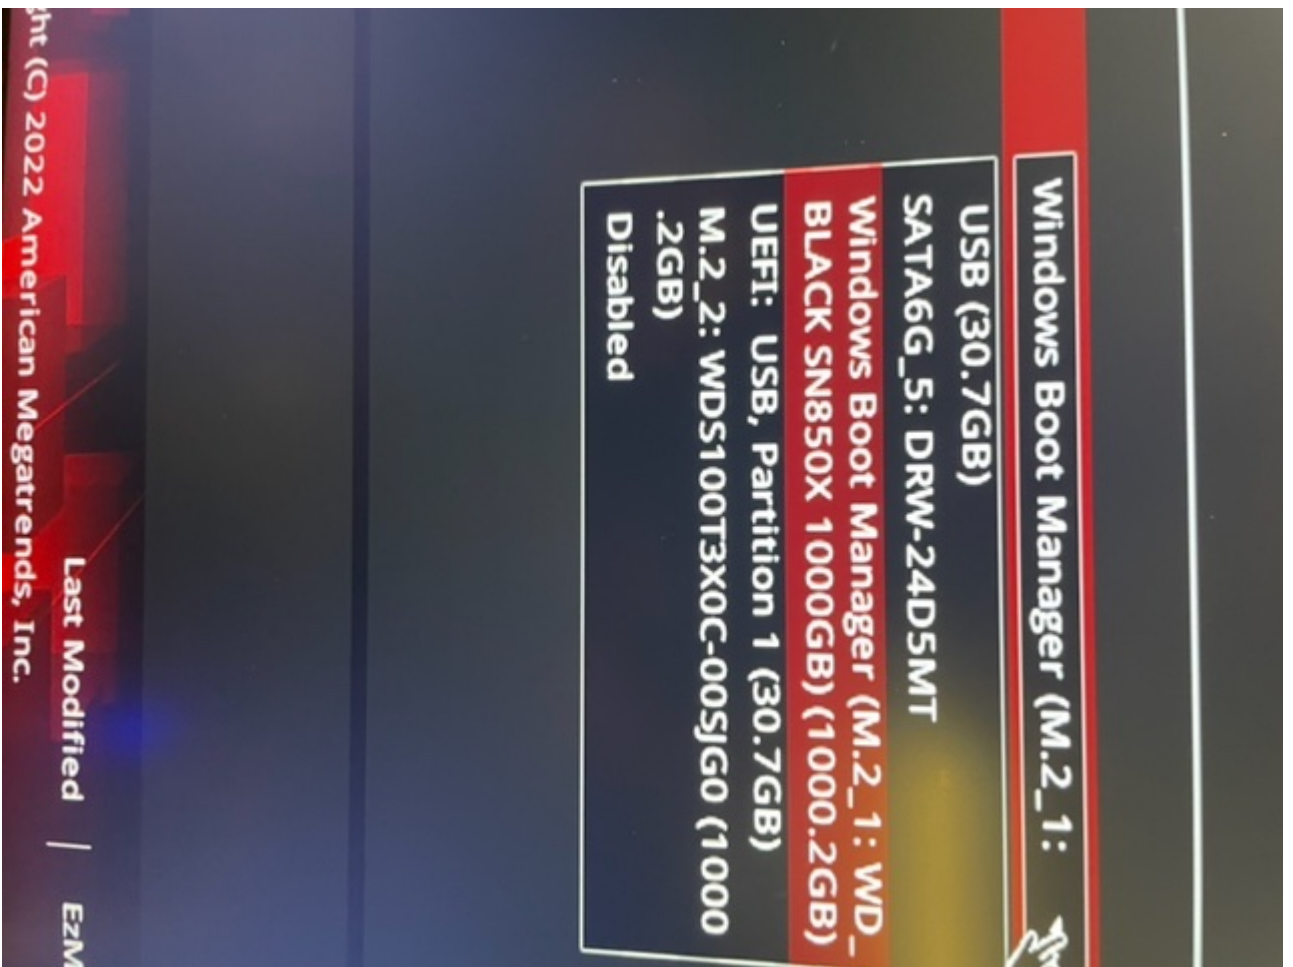 Windows Boot Manager (M.2_1:
USB (30.7GB)
SATA6G_5: DRW-24D5MT
Windows Boot Manager (M.2_1: WD_
BLACK SN850X 1000GB) (1000.2GB)
UEFI:  USB, Partition 1 (30.7GB)
M.2_2: WDS100T3X0C-00SJG0 (1000
.2GB)
Disabled
Last Modified | EzM
ght (C) 2022 American Megatrends, Inc.